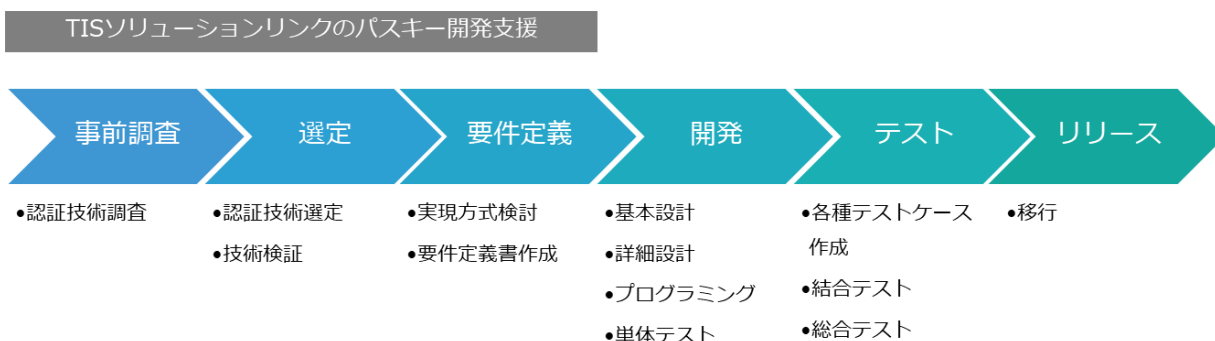 TISソリューションリンクのパスキー開発支援
事前調査
選定
要件定義
開発
テスト
リリース
•認証技術調査
•認証技術選定
•技術検証
•実現方式検討
•要件定義書作成
•基本設計
•詳細設計
•プログラミング
•単体テスト
•各種テストケース
作成
•結合テスト
•総合テスト
•移行